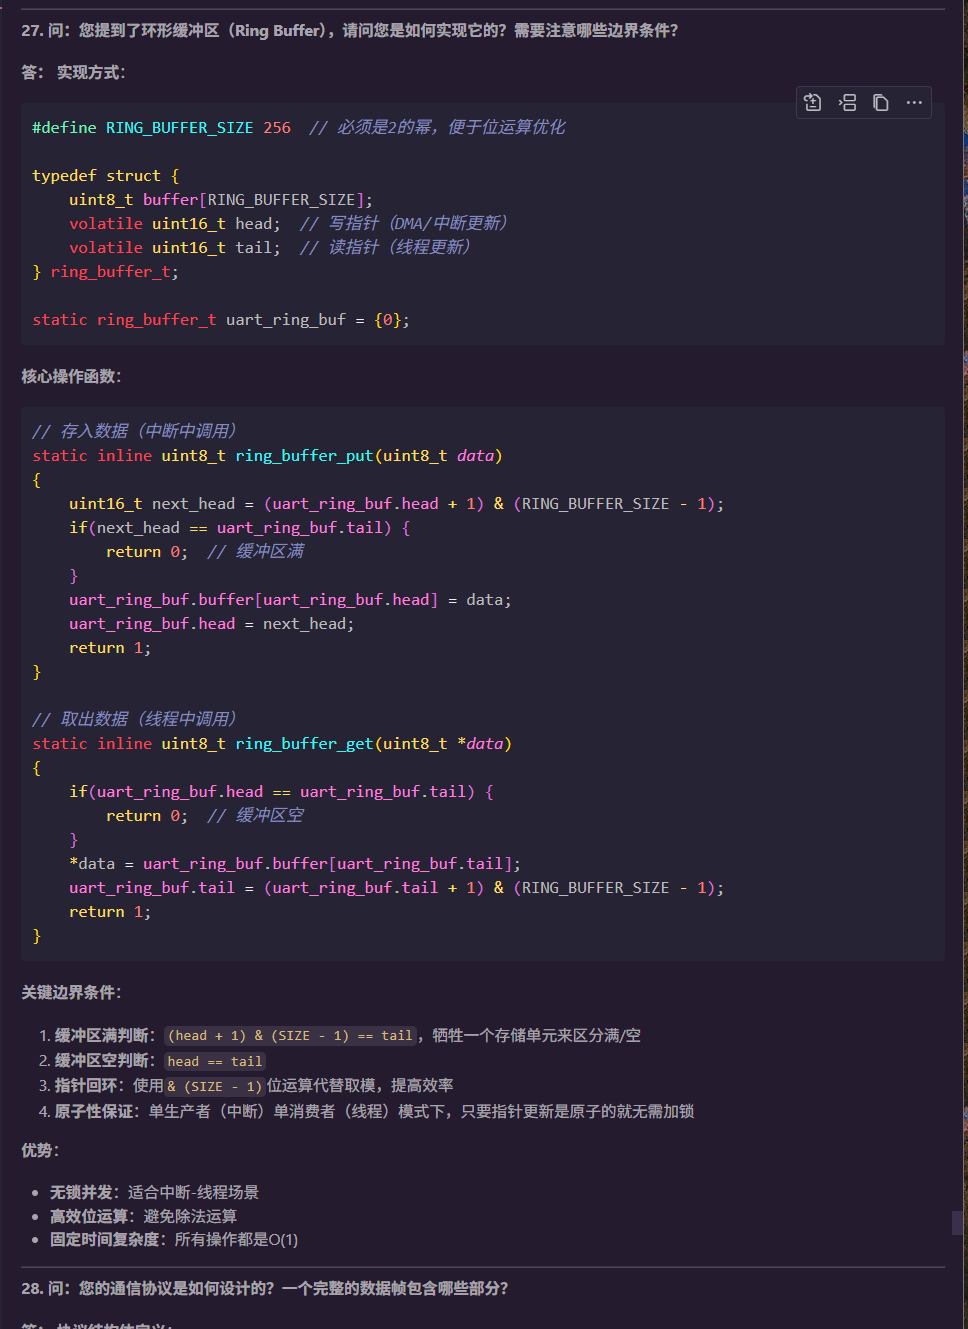 27. 问：您提到了环形缓冲区（Ring Buffer），请问您是如何实现它的？需要注意哪些边界条件？
答： 实现方式：
#define RING_BUFFER_SIZE 256  // 必须是2的幂，便于位运算优化
typedef struct {
    uint8_t buffer[RING_BUFFER_SIZE];
    volatile uint16_t head;  // 写指针（DMA/中断更新）
    volatile uint16_t tail;  // 读指针（线程更新）
} ring_buffer_t;
static ring_buffer_t uart_ring_buf = {0};
核心操作函数：
// 存入数据（中断中调用）
static inline uint8_t ring_buffer_put(uint8_t data)
{
    uint16_t next_head = (uart_ring_buf.head + 1) & (RING_BUFFER_SIZE - 1);
    if(next_head == uart_ring_buf.tail) {
        return 0;  // 缓冲区满
    }
    uart_ring_buf.buffer[uart_ring_buf.head] = data;
    uart_ring_buf.head = next_head;
    return 1;
}
// 取出数据（线程中调用）
static inline uint8_t ring_buffer_get(uint8_t *data)
{
    if(uart_ring_buf.head == uart_ring_buf.tail) {
        return 0;  // 缓冲区空
    }
    *data = uart_ring_buf.buffer[uart_ring_buf.tail];
    uart_ring_buf.tail = (uart_ring_buf.tail + 1) & (RING_BUFFER_SIZE - 1);
    return 1;
}
关键边界条件：
1. 缓冲区满判断：(head + 1) & (SIZE - 1) == tail，牺牲一个存储单元来区分满/空
2. 缓冲区空判断：head == tail
3. 指针回环：使用& (SIZE - 1)位运算代替取模，提高效率
4. 原子性保证：单生产者（中断）单消费者（线程）模式下，只要指针更新是原子的就无需加锁
优势：
• 无锁并发：适合中断-线程场景
• 高效位运算：避免除法运算
• 固定时间复杂度：所有操作都是O(1)
28. 问：您的通信协议是如何设计的？一个完整的数据帧包含哪些部分？
答： 协议结构体定义：